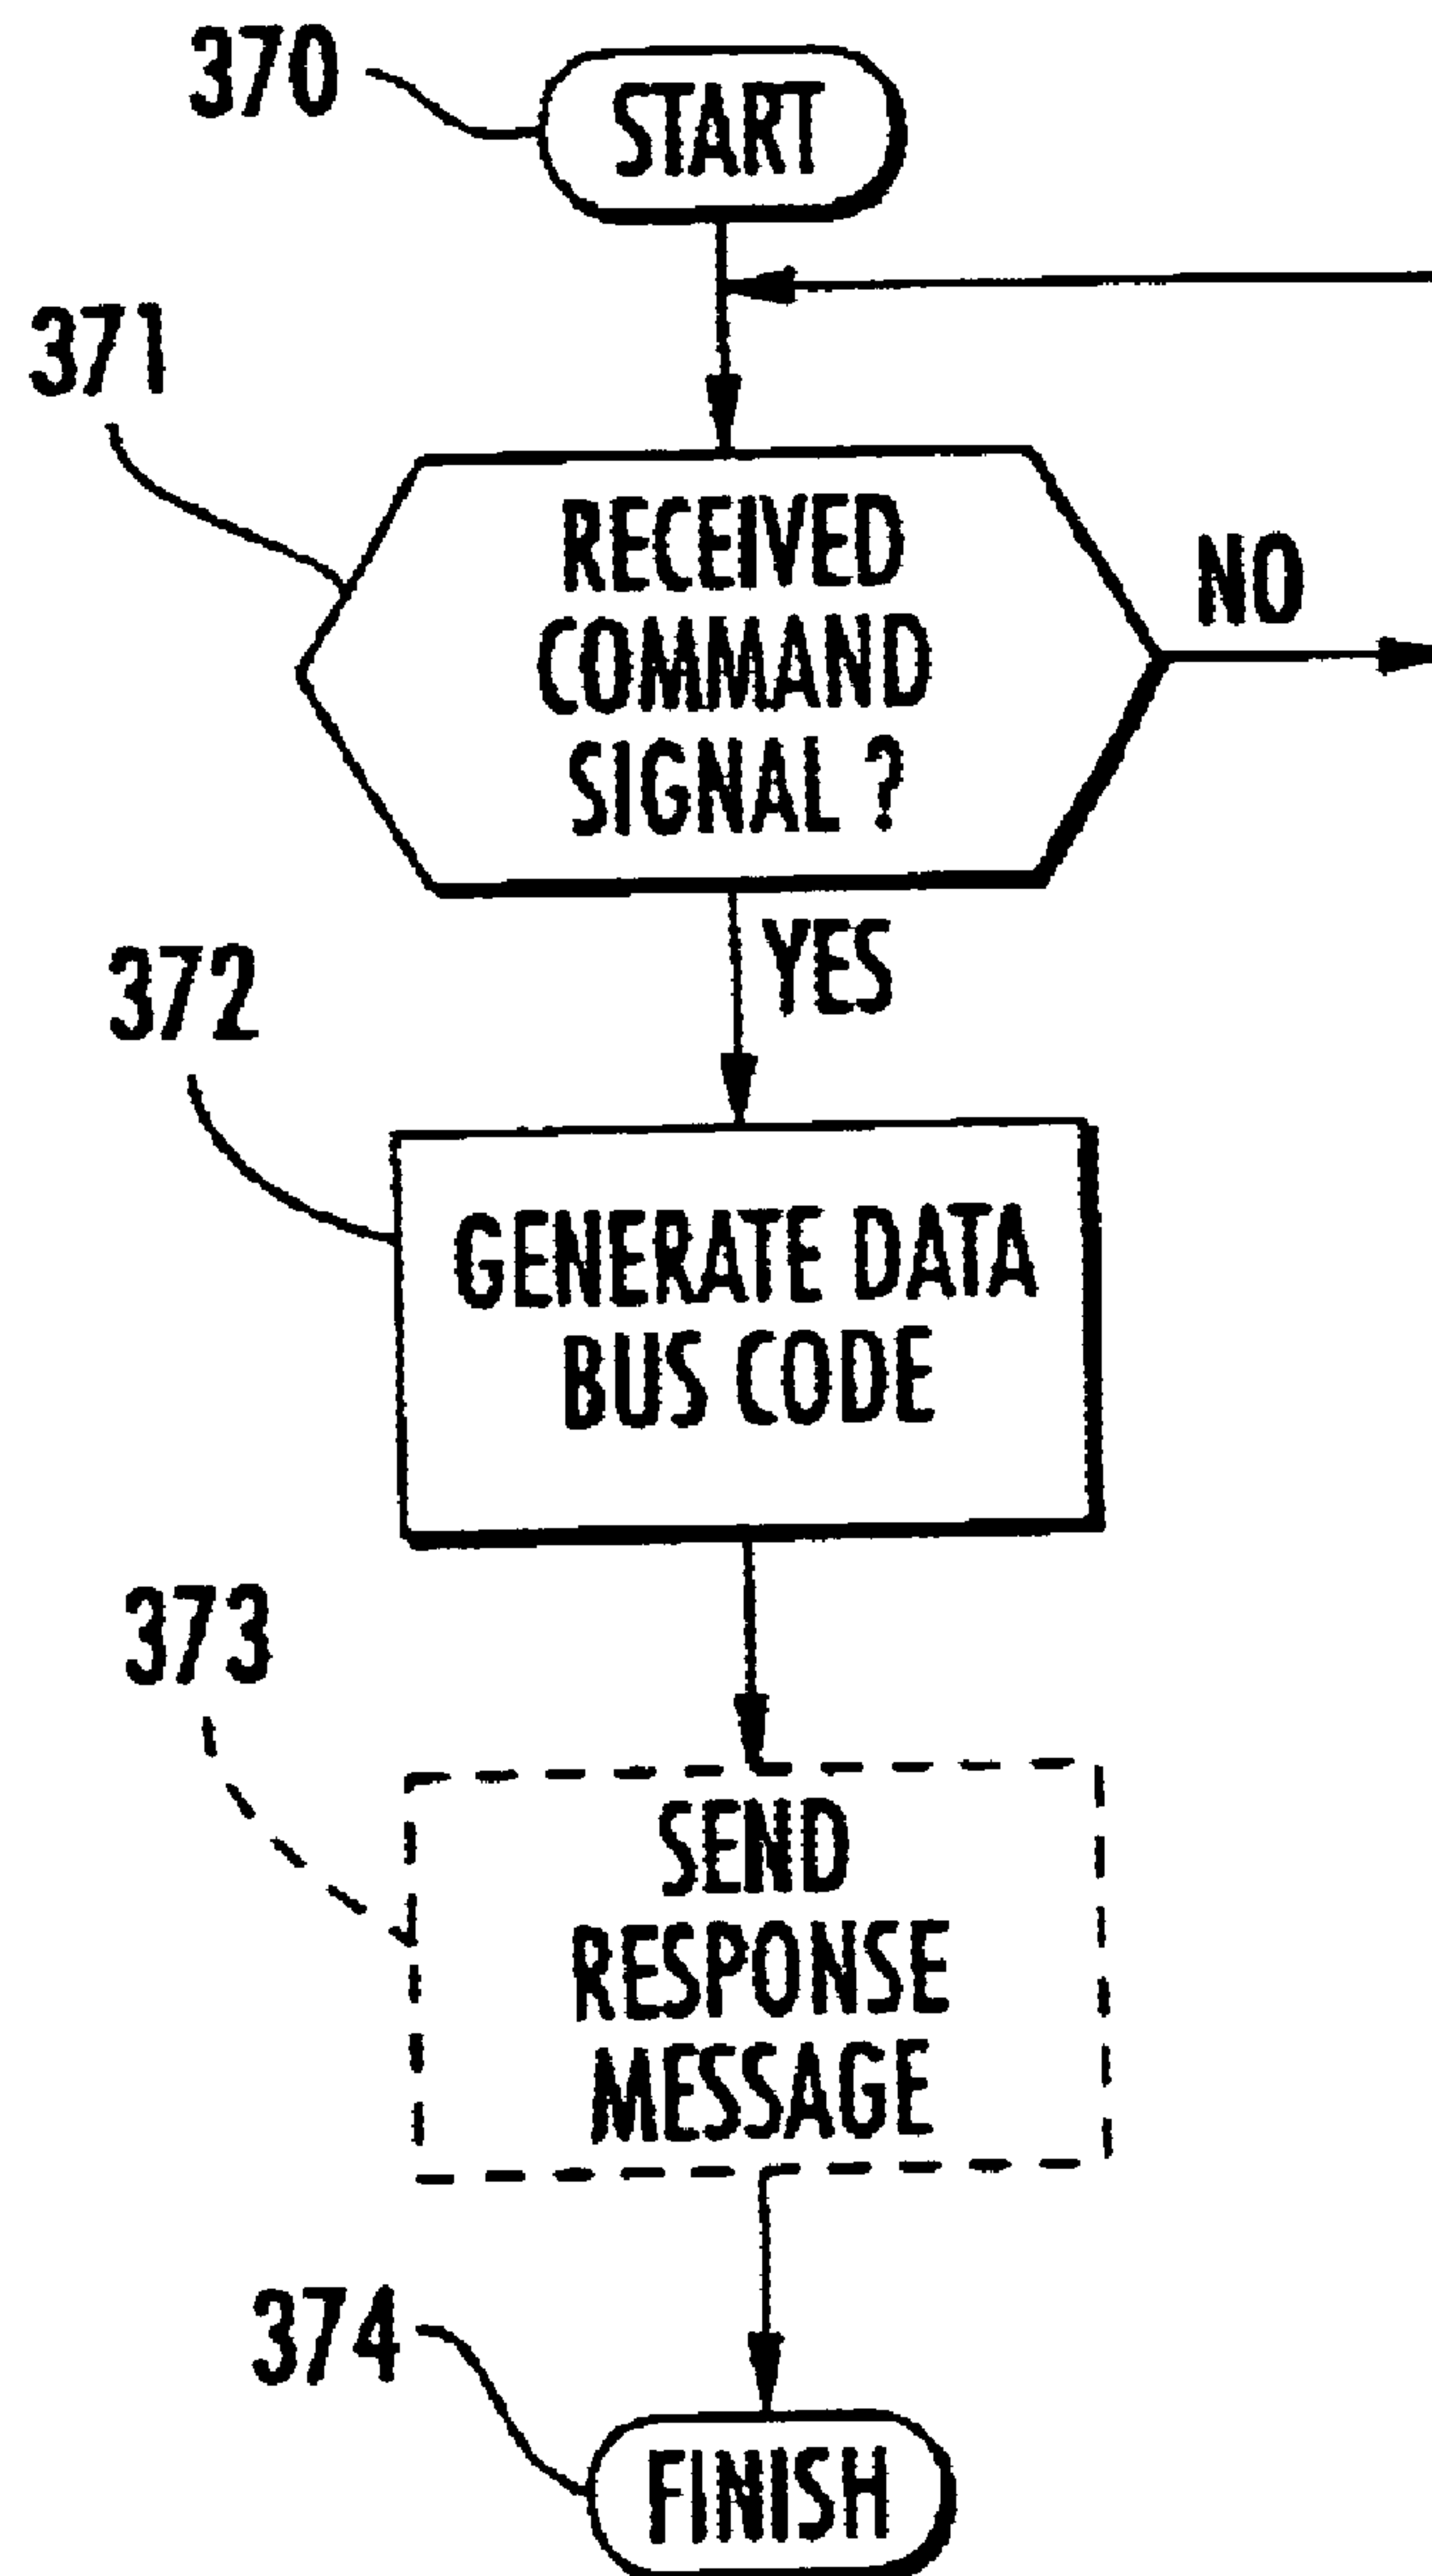 370
START
371
RECEIVED
COMMAND
SIGNAL ?
NO
YES
372
GENERATE DATA
BUS CODE
373
SEND
RESPONSE
MESSAGE
374
FINISH